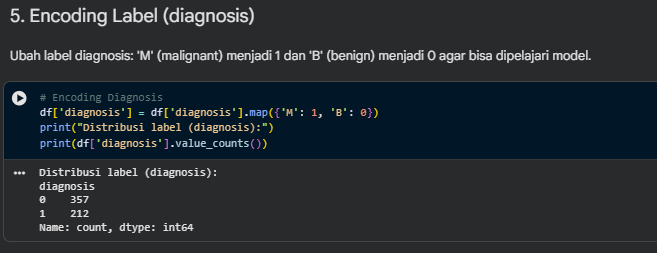 5. Encoding Label (diagnosis)
Ubah label diagnosis: 'M' (malignant) menjadi 1 dan 'B' (benign) menjadi 0 agar bisa dipelajari model.
# Encoding Diagnosis
df['diagnosis'] = df['diagnosis'].map({'M': 1, 'B': 0})
print("Distribusi label (diagnosis):")
print(df['diagnosis'].value_counts())
Distribusi label (diagnosis):
diagnosis
0    357
1    212
Name: count, dtype: int64